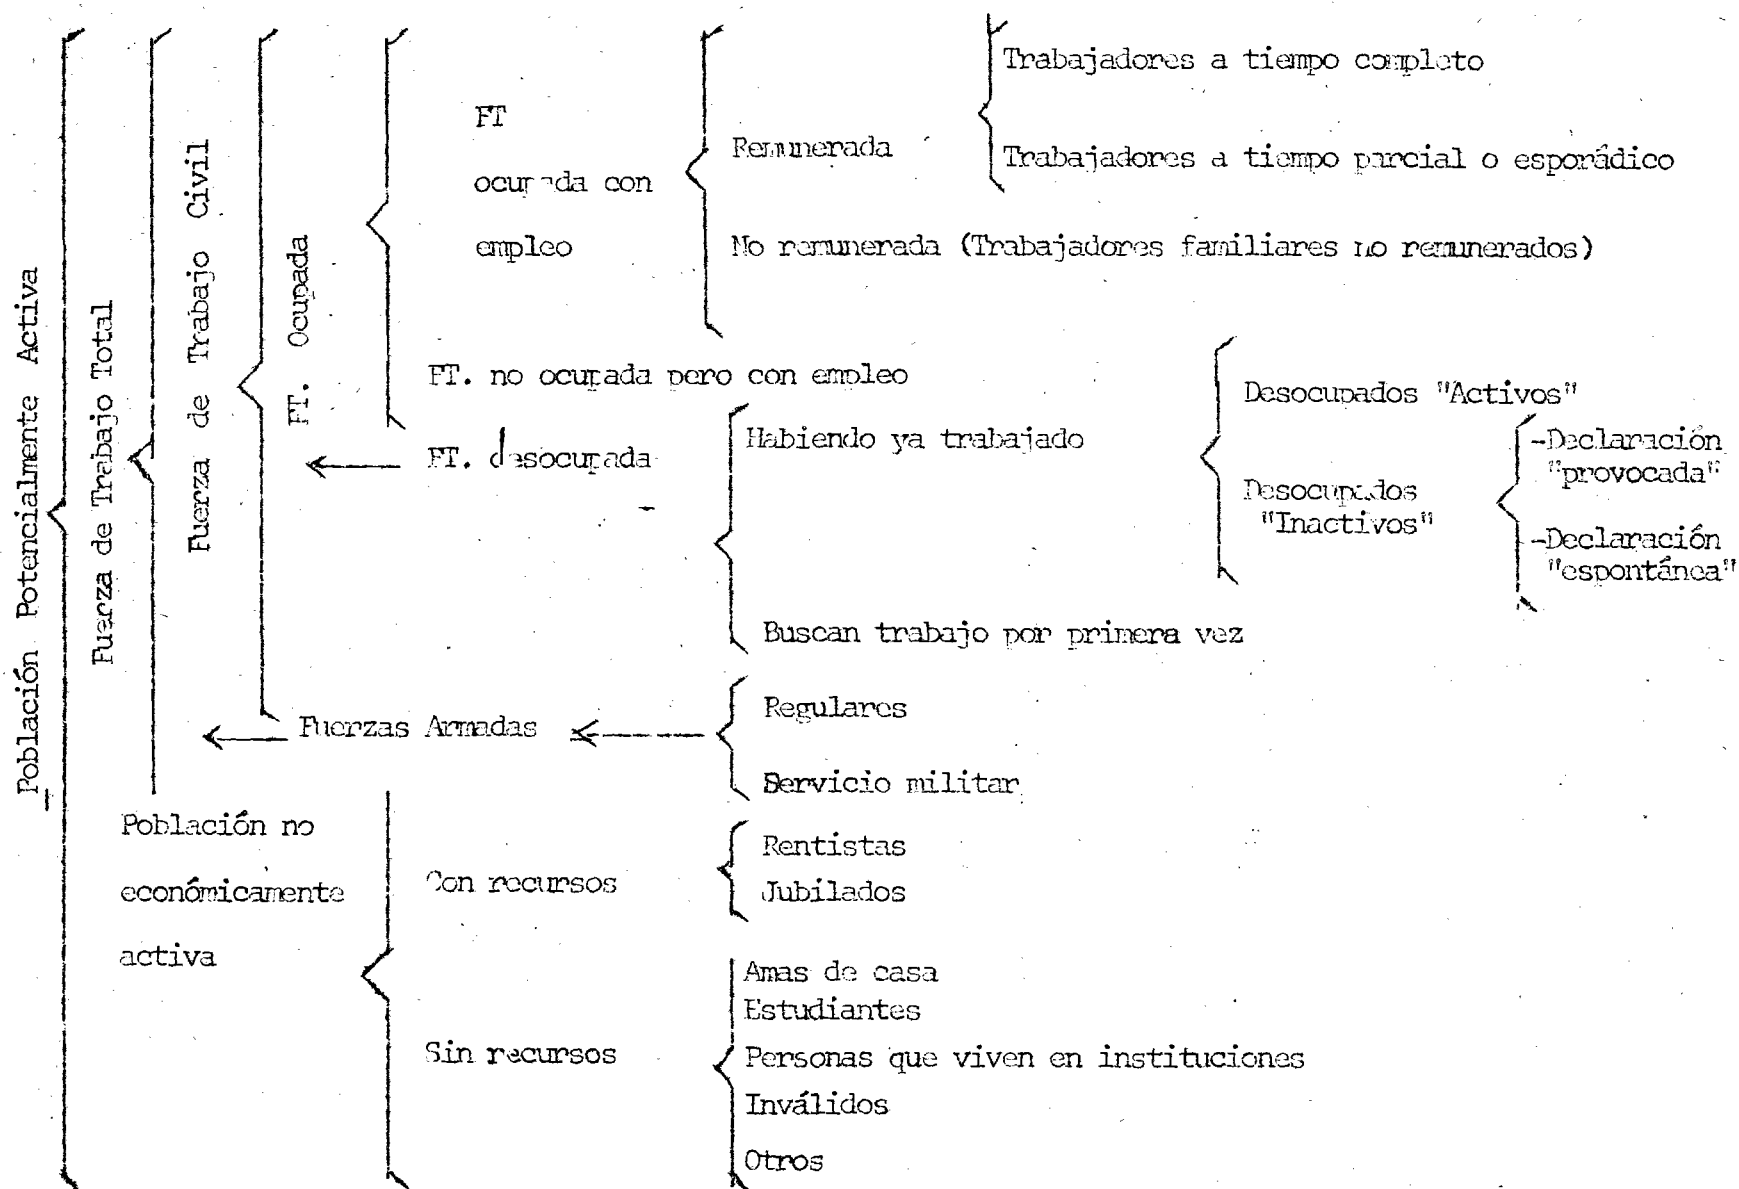 Población Potencialmente Activa
Fuerza de Trabajo Total
Fuerza de Trabajo Civil
FT. Ocupada
FT
ocupada con
empleo
Remunerada
Trabajadores a tiempo completo
Trabajadores a tiempo parcial o esporádico
No remunerada (Trabajadores familiares no remunerados)
FT. no ocupada pero con empleo
FT. desocupada
Habiendo ya trabajado
Desocupados "Activos"
Desocupados
"Inactivos"
-Declaración
"provocada"
-Declaración
"espontánea"
Buscan trabajo por primera vez
Fuerzas Armadas
Regulares
Servicio militar
Población no
económicamente
activa
Con recursos
Rentistas
Jubilados
Sin recursos
Amas de casa
Estudiantes
Personas que viven en instituciones
Inválidos
Otros